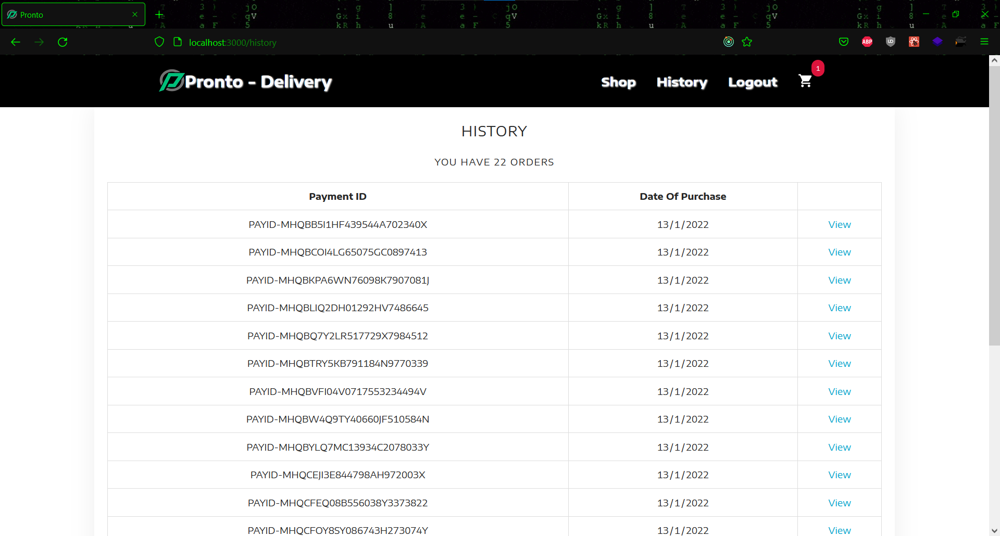 Pronto
localhost:3000/history
ABP
Pronto - Delivery
Shop
History
Logout
1
HISTORY
YOU HAVE 22 ORDERS
Payment ID Date Of Purchase
PAYID-MHQBB5I1HF439544A702340X 13/1/2022 View
PAYID-MHQBCOI4LG65075GC0897413 13/1/2022 View
PAYID-MHQBKPA6WN76098K7907081J 13/1/2022 View
PAYID-MHQBLIQ2DH01292HV7486645 13/1/2022 View
PAYID-MHQBQ7Y2LR517729X7984512 13/1/2022 View
PAYID-MHQBTRY5KB791184N9770339 13/1/2022 View
PAYID-MHQBVFI04V0717553234494V 13/1/2022 View
PAYID-MHQBW4Q9TY40660JF510584N 13/1/2022 View
PAYID-MHQBYLQ7MC13934C2078033Y 13/1/2022 View
PAYID-MHQCEJI3E844798AH972003X 13/1/2022 View
PAYID-MHQCFEQ08B556038Y3373822 13/1/2022 View
PAYID-MHQCFOY8SY086743H273074Y 13/1/2022 View